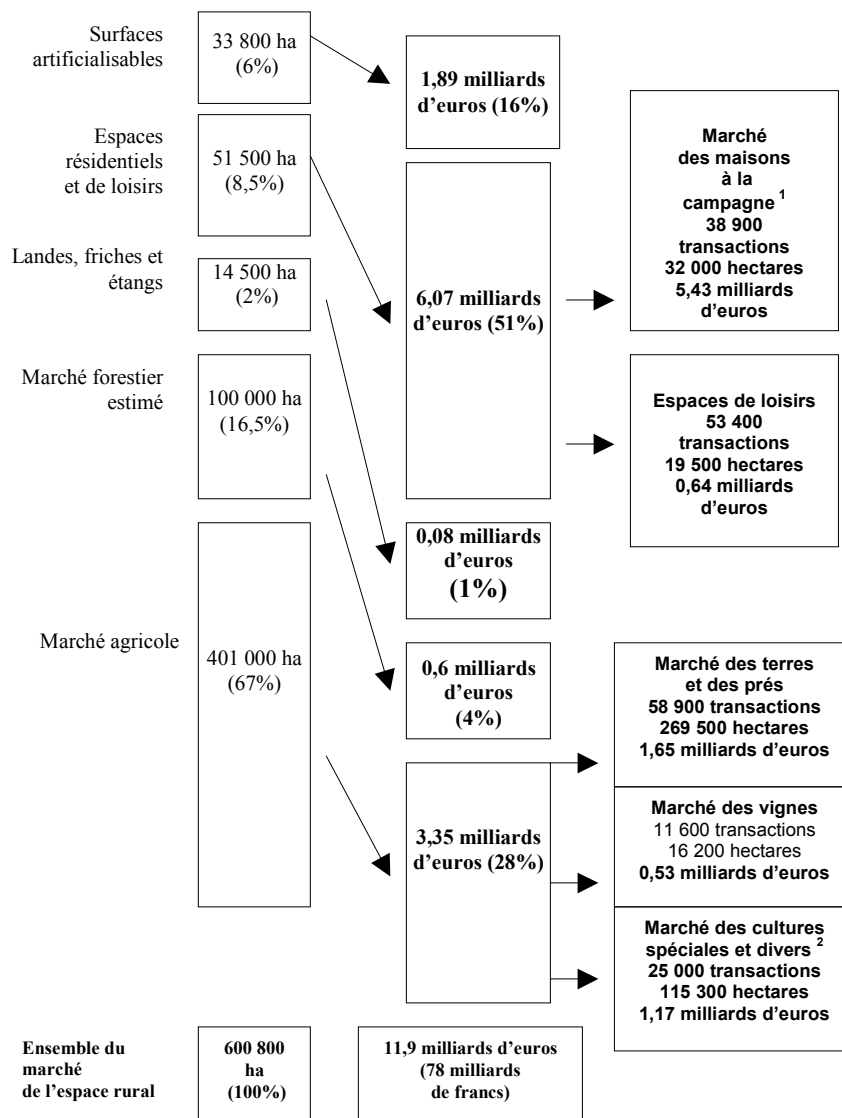 Surfaces
artificialisables
33 800 ha
(6%)
1,89 milliards
d’euros (16%)
Espaces
résidentiels
et de loisirs
51 500 ha
(8,5%)
6,07 milliards
d’euros (51%)
Marché
des maisons
à la
campagne 1
38 900
transactions
32 000 hectares
5,43 milliards
d’euros
Espaces de loisirs
53 400
transactions
19 500 hectares
0,64 milliards
d’euros
Landes, friches et
étangs
14 500 ha
(2%)
0,08 milliards
d’euros
(1%)
Marché forestier
estimé
100 000 ha
(16,5%)
0,6 milliards
d’euros
(4%)
Marché agricole
401 000 ha
(67%)
3,35 milliards
d’euros (28%)
Marché des terres
et des prés
58 900 transactions
269 500 hectares
1,65 milliards d’euros
Marché des vignes
11 600 transactions
16 200 hectares
0,53 milliards d’euros
Marché des cultures
spéciales et divers 2
25 000 transactions
115 300 hectares
1,17 milliards d’euros
Ensemble du
marché
de l’espace rural
600 800
ha
(100%)
11,9 milliards d’euros
(78 milliards
de francs)